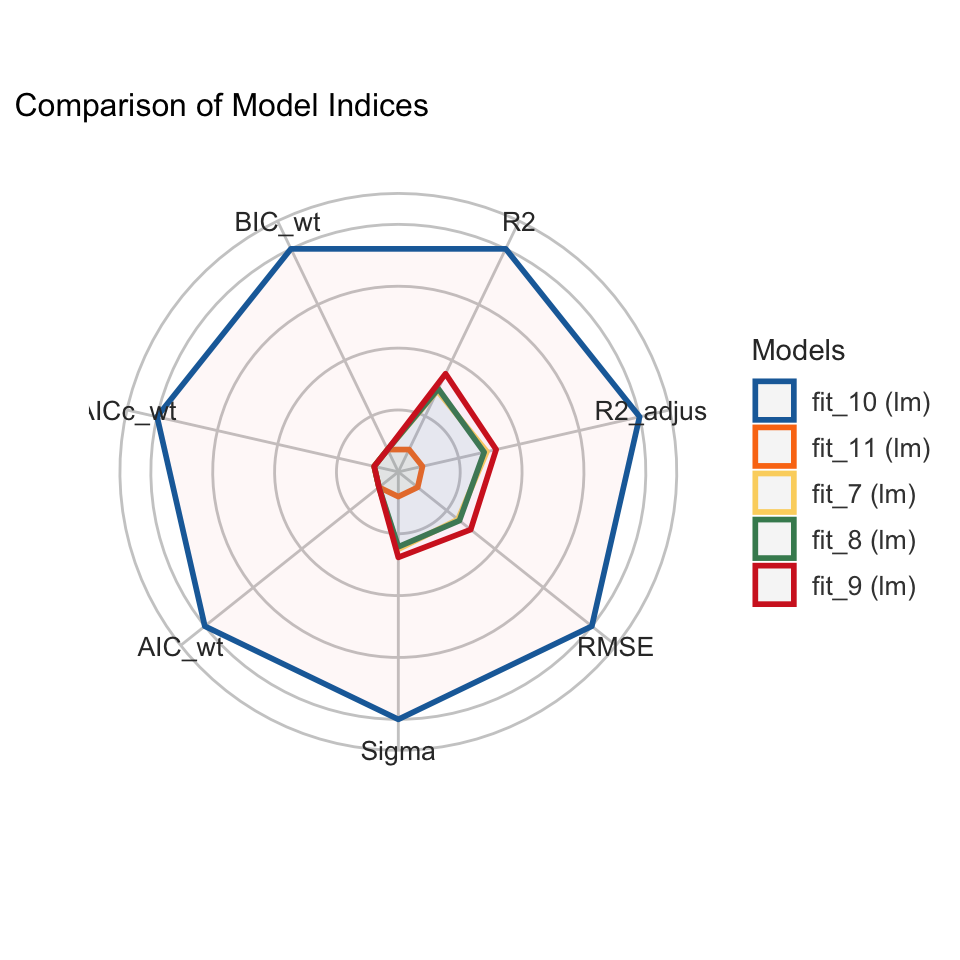 Comparison of Model Indices
BIC_wt
R2
AICc_wt
R2_adjus
AIC_wt
RMSE
Sigma
Models
fit_10 (lm)
fit_11 (lm)
fit_7 (lm)
fit_8 (lm)
fit_9 (lm)